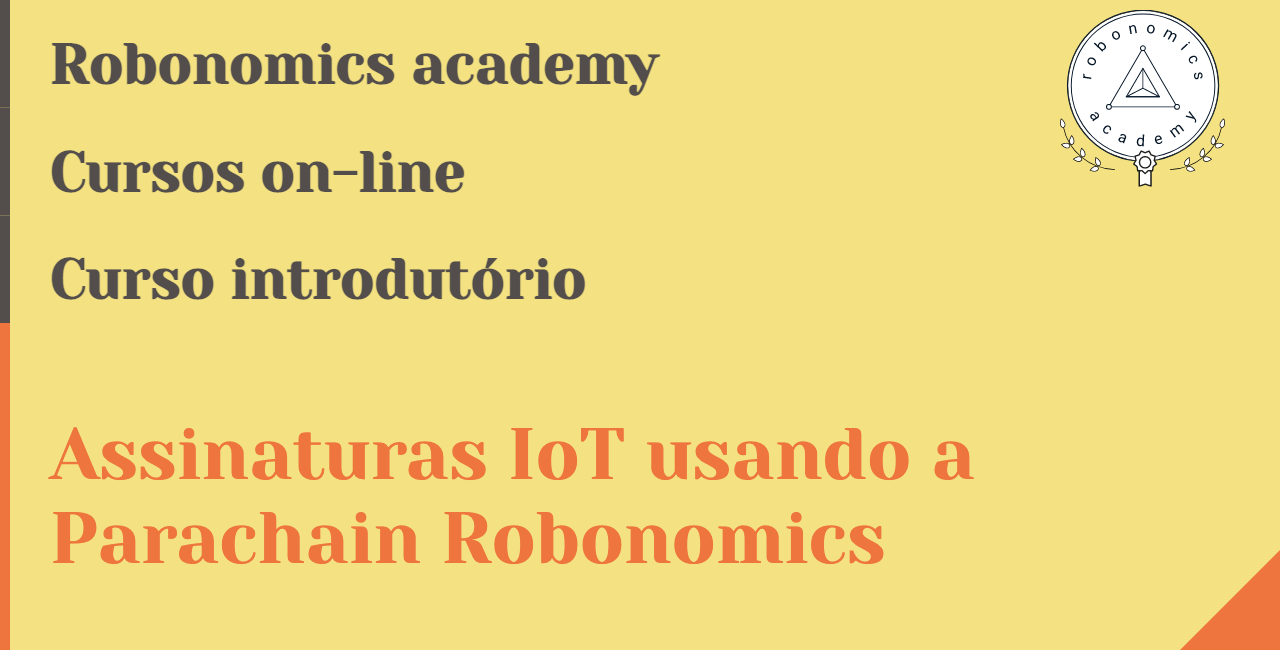 Robonomics academy
Cursos on-line
Curso introdutório
Assinaturas IoT usando a
Parachain Robonomics
robonomics
academy